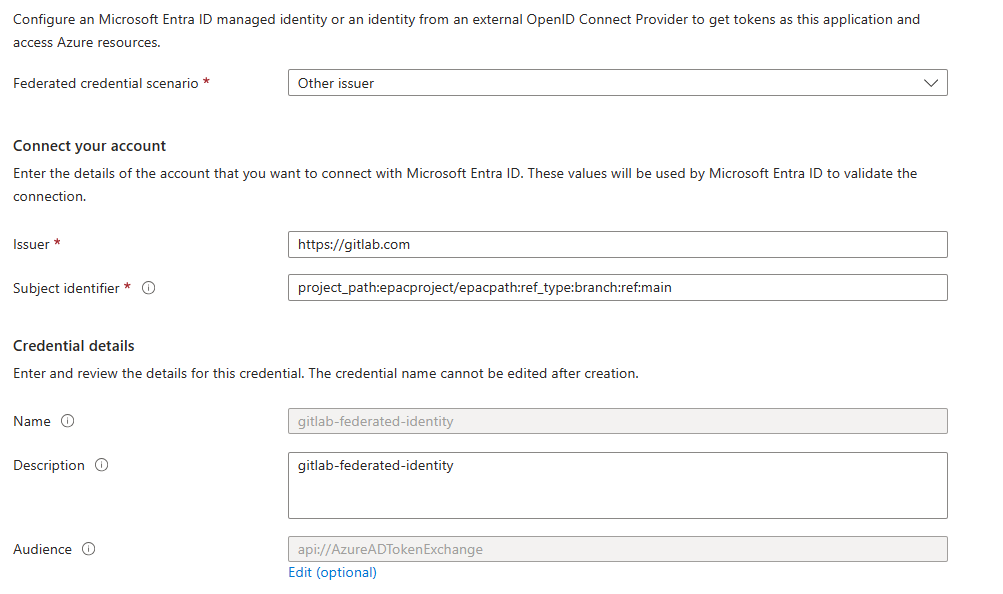 Configure an Microsoft Entra ID managed identity or an identity from an external OpenID Connect Provider to get tokens as this application and
access Azure resources.
Federated credential scenario *
Other issuer
Connect your account
Enter the details of the account that you want to connect with Microsoft Entra ID. These values will be used by Microsoft Entra ID to validate the
connection.
Issuer *
https://gitlab.com
Subject identifier *
project_path:epacproject/epacpath:ref_type:branch:ref:main
Credential details
Enter and review the details for this credential. The credential name cannot be edited after creation.
Name
gitlab-federated-identity
Description
gitlab-federated-identity
Audience
api://AzureADTokenExchange
Edit (optional)